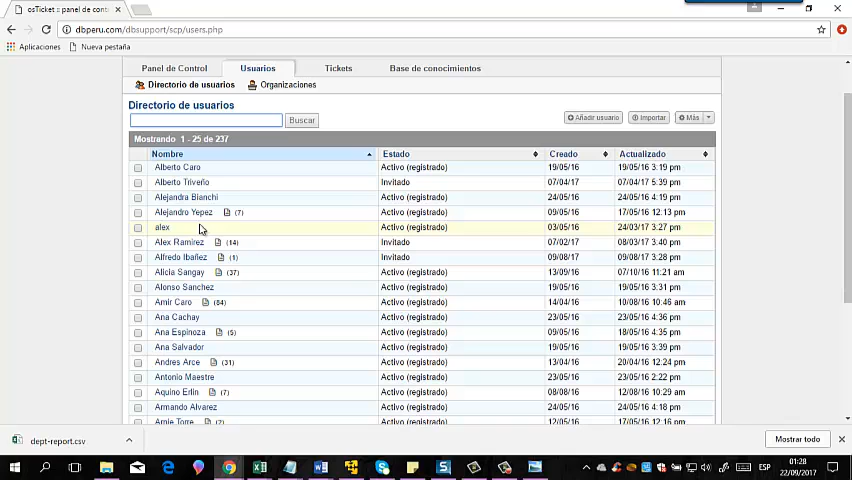 osTicket :: panel de cont
dbperu.com/dbsupport/scp/users.php
Aplicaciones Nueva pestaña
Panel de Control Usuarios Tickets Base de conocimientos
Directorio de usuarios Organizaciones
Directorio de usuarios
Buscar Añadir usuario Importar Más
Mostrando 1 - 25 de 237
Nombre Estado Creado Actualizado
Alberto Caro Activo (registrado) 19/05/16 19/05/16 3:19 pm
Alberto Triveño Invitado 07/04/17 07/04/17 5:39 pm
Alejandra Bianchi Activo (registrado) 24/05/16 24/05/16 4:19 pm
Alejandro Yepez (7) Activo (registrado) 09/05/16 17/05/16 12:13 pm
alex Activo (registrado) 03/05/16 24/03/17 3:27 pm
Alex Ramirez (14) Invitado 07/02/17 08/03/17 3:40 pm
Alfredo Ibañez (1) Invitado 09/08/17 09/08/17 3:28 pm
Alicia Sangay (37) Activo (registrado) 13/09/16 07/10/16 11:21 am
Alonso Sanchez Activo (registrado) 19/05/16 19/05/16 3:31 pm
Amir Caro (84) Activo (registrado) 14/04/16 10/08/16 10:46 am
Ana Cachay Activo (registrado) 23/05/16 23/05/16 4:36 pm
Ana Espinoza (5) Activo (registrado) 09/05/16 18/05/16 4:35 pm
Ana Salvador Activo (registrado) 19/05/16 19/05/16 3:39 pm
Andres Arce (31) Activo (registrado) 13/04/16 20/04/16 12:24 pm
Antonio Maestre Activo (registrado) 23/05/16 23/05/16 2:22 pm
Aquino Erlin (7) Activo (registrado) 08/08/16 12/08/16 10:29 am
Armando Alvarez Activo (registrado) 24/05/16 24/05/16 4:18 pm
Arnie Torre (2) Activo (registrado) 12/05/16 18/05/16
dept-report.csv Mostrar todo
ESP 01:28
22/09/2017